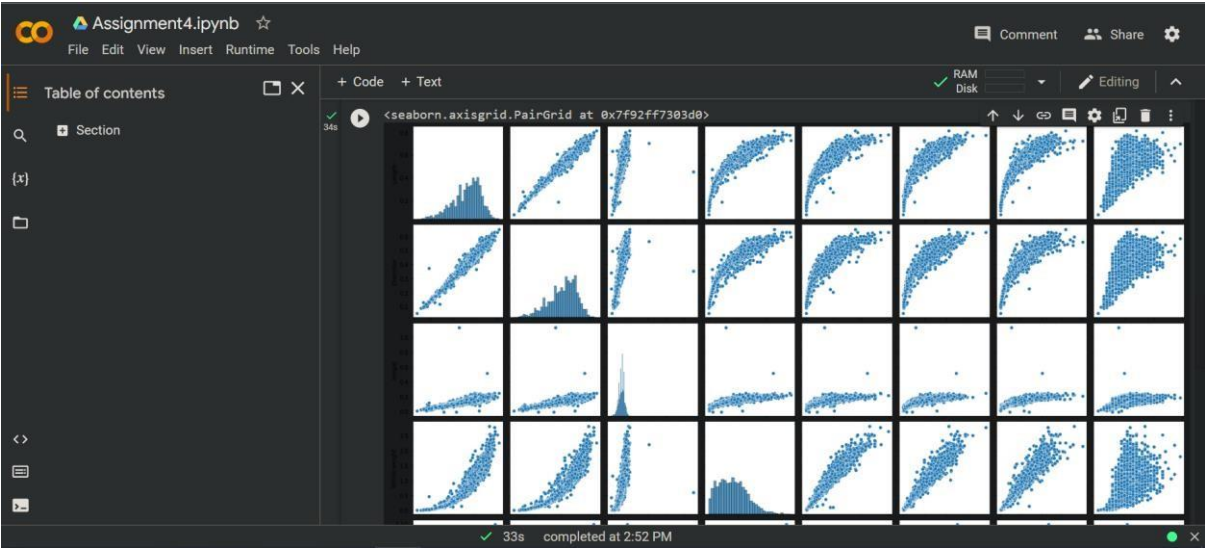 Assignment4.ipynb
File Edit View Insert Runtime Tools Help
Comment
Share
Table of contents
Section
{x}
+ Code + Text
RAM
Disk
Editing
34s
<seaborn.axisgrid.PairGrid at 0x7f92ff7303d0>
33s completed at 2:52 PM